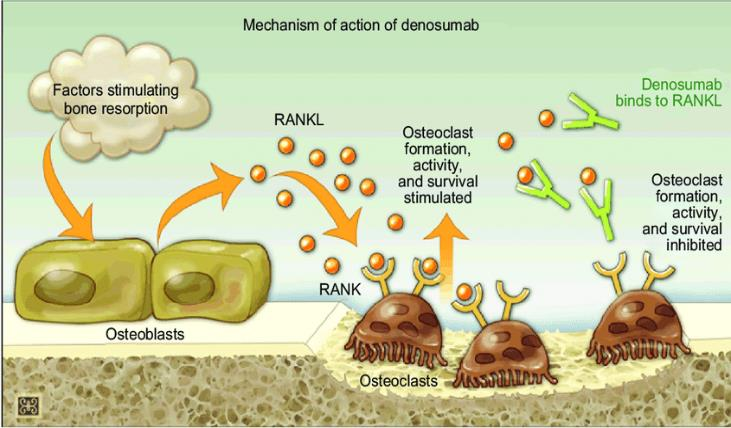 Mechanism of action of denosumab
Factors stimulating
bone resorption
RANKL
Osteoclast
formation,
activity,
and survival
stimulated
Denosumab
binds to RANKL
Osteoclast
formation,
activity,
and survival
inhibited
RANK
Osteoblasts
Osteoclasts